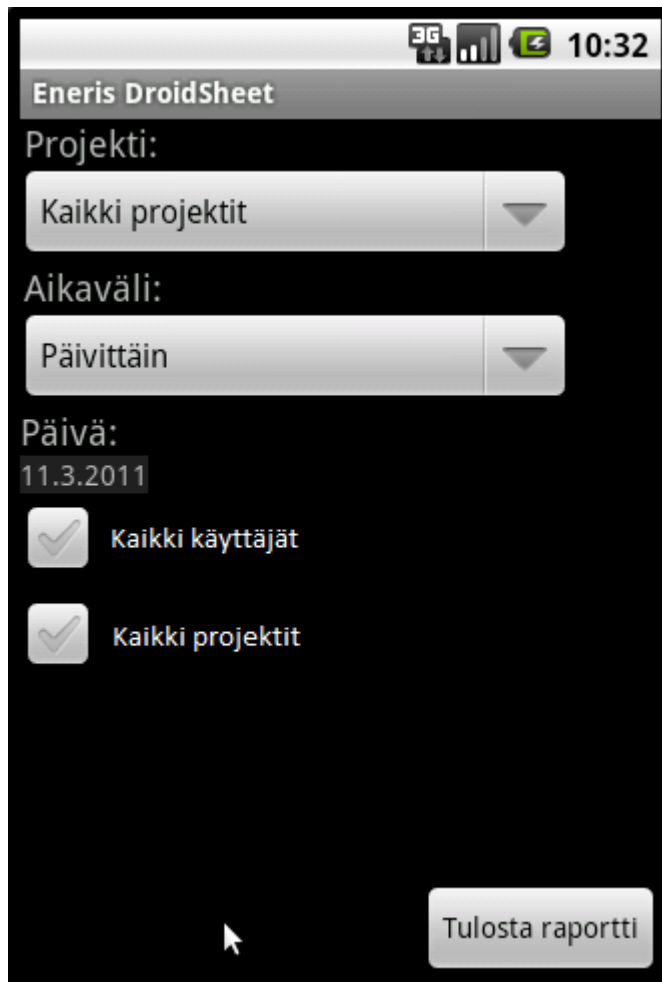 3G 10:32
Eneris DroidSheet
Projekti:
Kaikki projektit
Aikaväli:
Päivittäin
Päivä:
11.3.2011
Kaikki käyttäjät
Kaikki projektit
Tulosta raportti